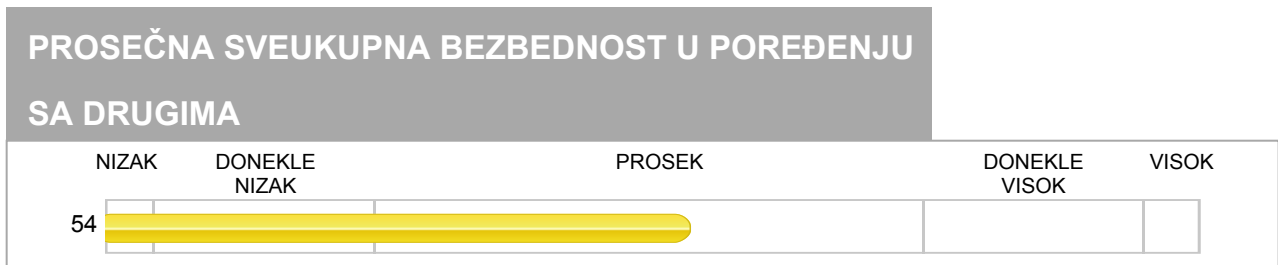 PROSEČNA SVEUKUPNA BEZBEDNOST U POREĐENJU
SA DRUGIMA
NIZAK DONEKLE NIZAK PROSEK DONEKLE VISOK VISOK
54